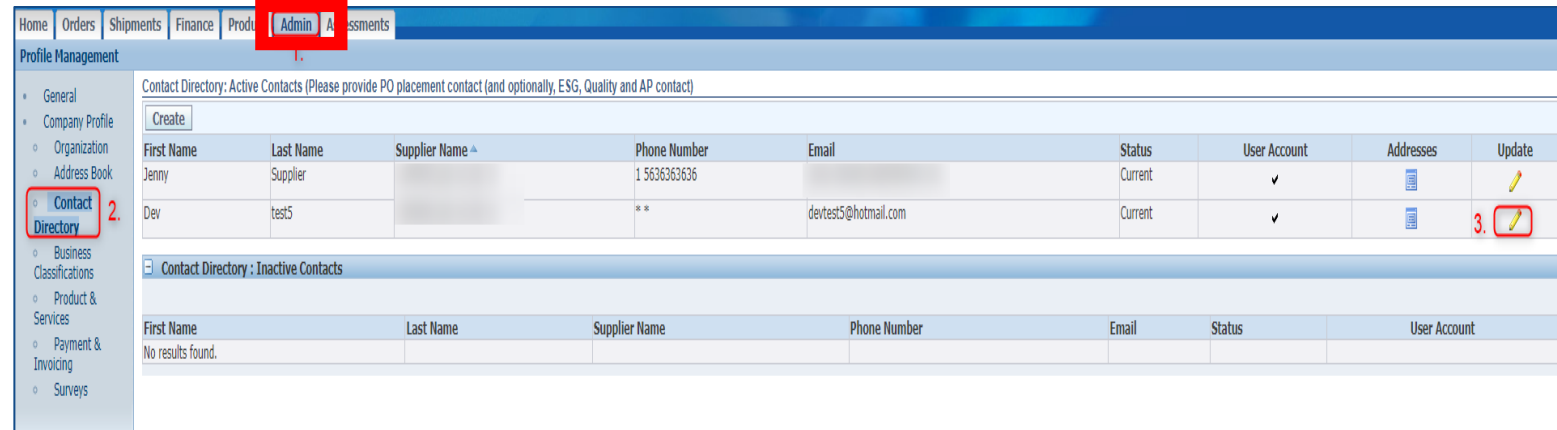 Home Orders Shipments Finance Produ Admin A ssments
1.
Profile Management
Contact Directory: Active Contacts (Please provide PO placement contact (and optionally, ESG, Quality and AP contact)
General
Company Profile
Organization
Address Book
Contact
Directory
2.
Business
Classifications
Product &
Services
Payment &
Invoicing
Surveys
Create
First Name Last Name Supplier Name Phone Number Email Status User Account Addresses Update
Jenny Supplier 1 5636363636 Current
Dev test5 * * devtest5@hotmail.com Current
3.
Contact Directory : Inactive Contacts
First Name Last Name Supplier Name Phone Number Email Status User Account
No results found.